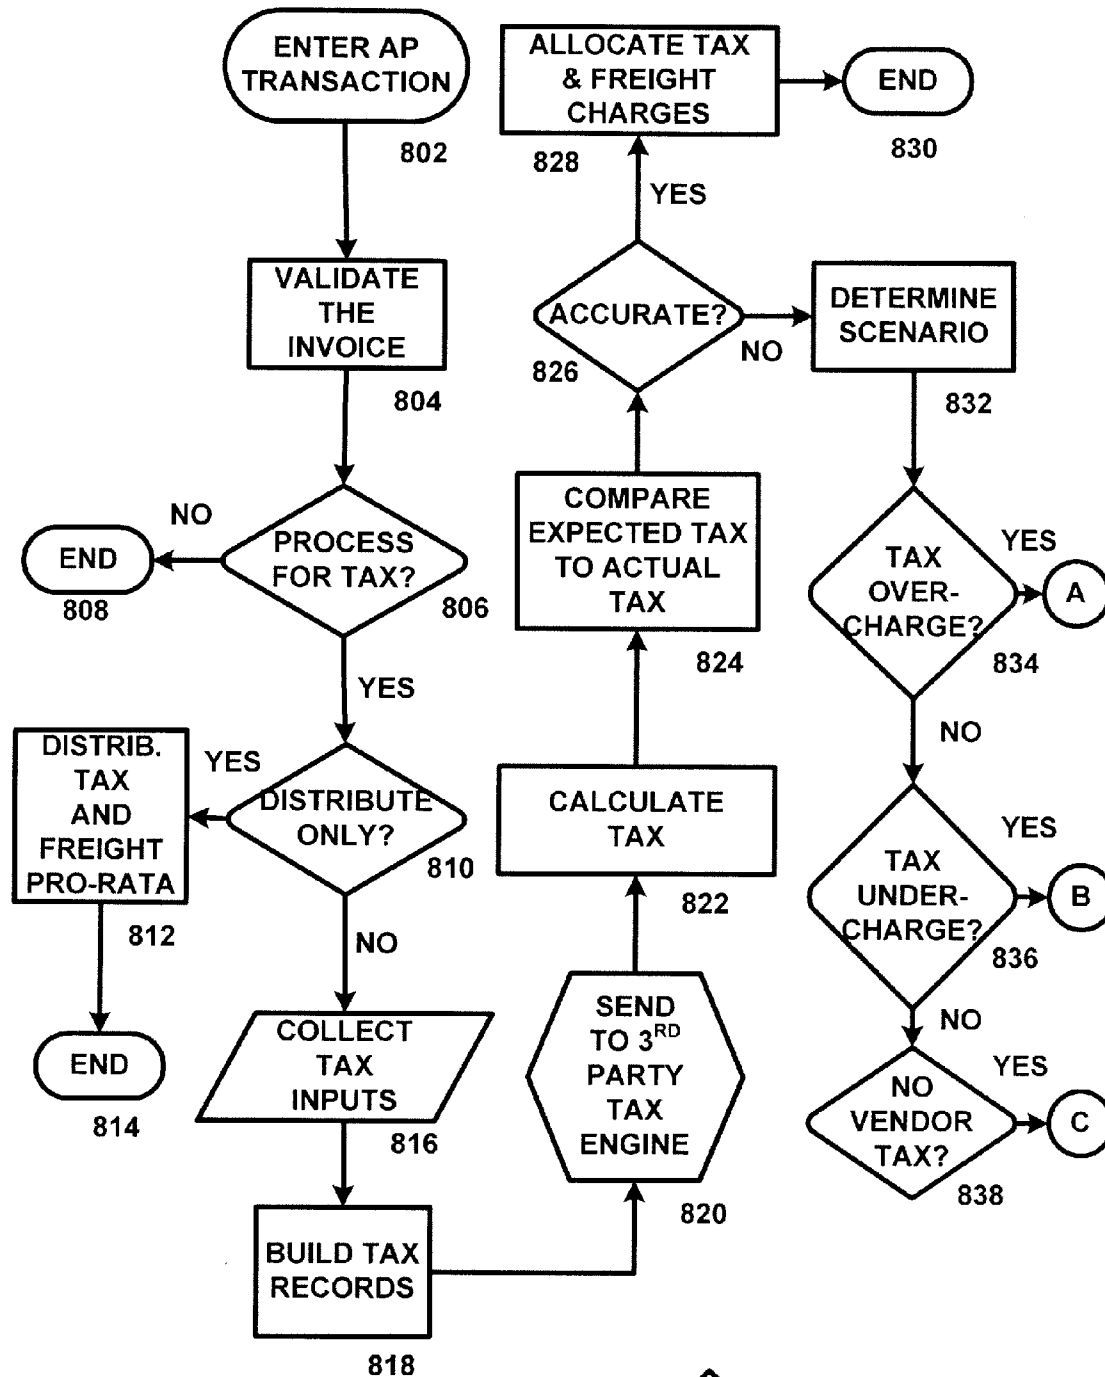 ENTER AP
TRANSACTION
802
VALIDATE
THE
INVOICE
804
PROCESS
FOR TAX?
806
NO
END
808
YES
DISTRIBUTE
ONLY?
810
YES
DISTRIB.
TAX
AND
FREIGHT
PRO-RATA
812
END
814
NO
COLLECT
TAX
INPUTS
816
BUILD TAX
RECORDS
818
SEND
TO 3RD
PARTY
TAX
ENGINE
820
CALCULATE
TAX
822
COMPARE
EXPECTED TAX
TO ACTUAL
TAX
824
ACCURATE?
826
YES
ALLOCATE TAX
& FREIGHT
CHARGES
828
END
830
NO
DETERMINE
SCENARIO
832
TAX
OVER-
CHARGE?
834
YES
A
NO
TAX
UNDER-
CHARGE?
836
YES
B
NO
NO
VENDOR
TAX?
838
YES
C